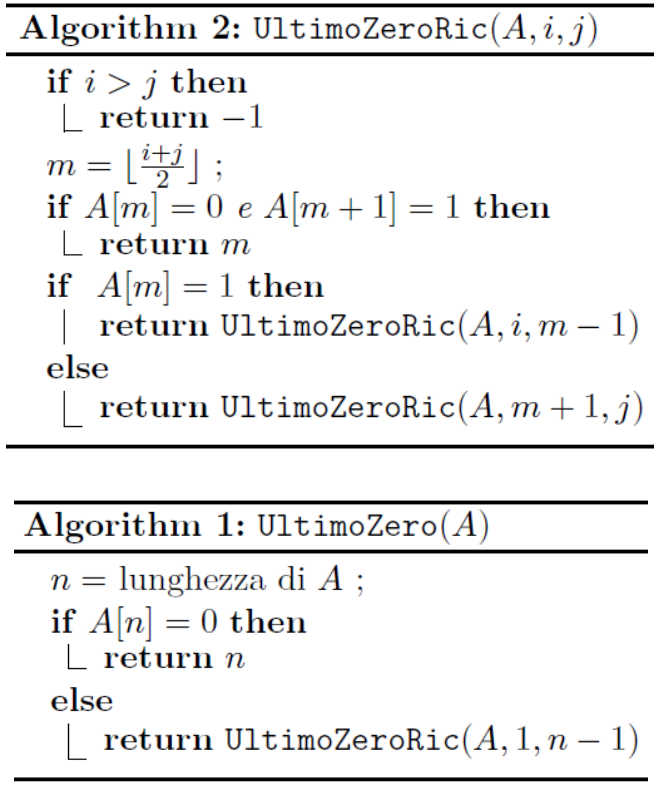 Algorithm 2: UltimoZeroRic(A, i, j)
if i > j then
return −1
m = ⌊(i+j)/2⌋ ;
if A[m] = 0 e A[m + 1] = 1 then
return m
if A[m] = 1 then
return UltimoZeroRic(A, i, m − 1)
else
return UltimoZeroRic(A, m + 1, j)
Algorithm 1: UltimoZero(A)
n = lunghezza di A ;
if A[n] = 0 then
return n
else
return UltimoZeroRic(A, 1, n − 1)